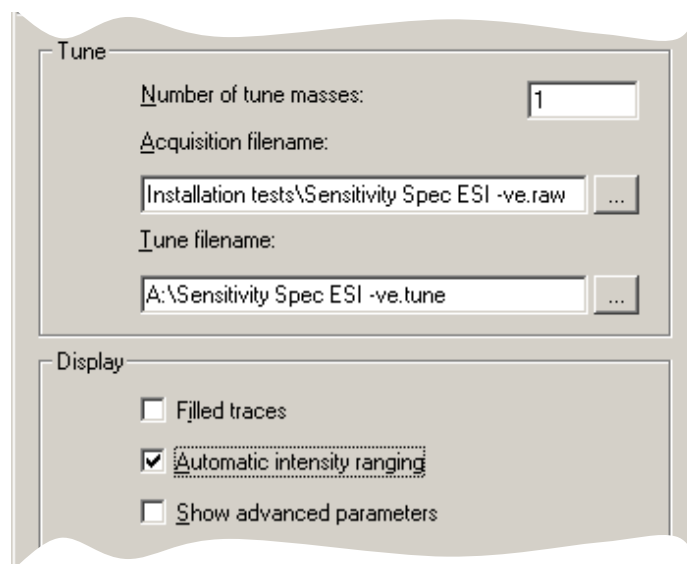 Tune
Number of tune masses:
1
Acquisition filename:
Installation tests\Sensitivity Spec ESI -ve.raw
...
Tune filename:
A:\Sensitivity Spec ESI -ve.tune
...
Display
Filled traces
Automatic intensity ranging
Show advanced parameters